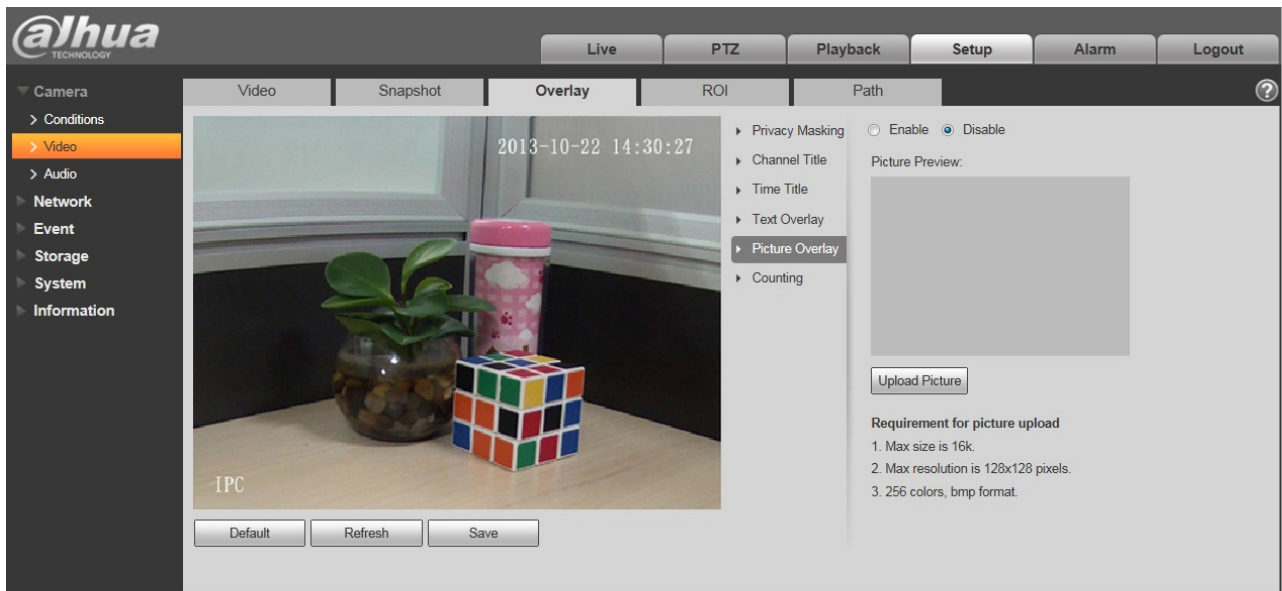 alhua
TECHNOLOGY
Live
PTZ
Playback
Setup
Alarm
Logout
Camera
Conditions
Video
Audio
Network
Event
Storage
System
Information
Video
Snapshot
Overlay
ROI
Path
?
2013-10-22 14:30:27
IPC
Default
Refresh
Save
Privacy Masking
Channel Title
Time Title
Text Overlay
Picture Overlay
Counting
Enable
Disable
Picture Preview:
Upload Picture
Requirement for picture upload
1. Max size is 16k.
2. Max resolution is 128x128 pixels.
3. 256 colors, bmp format.